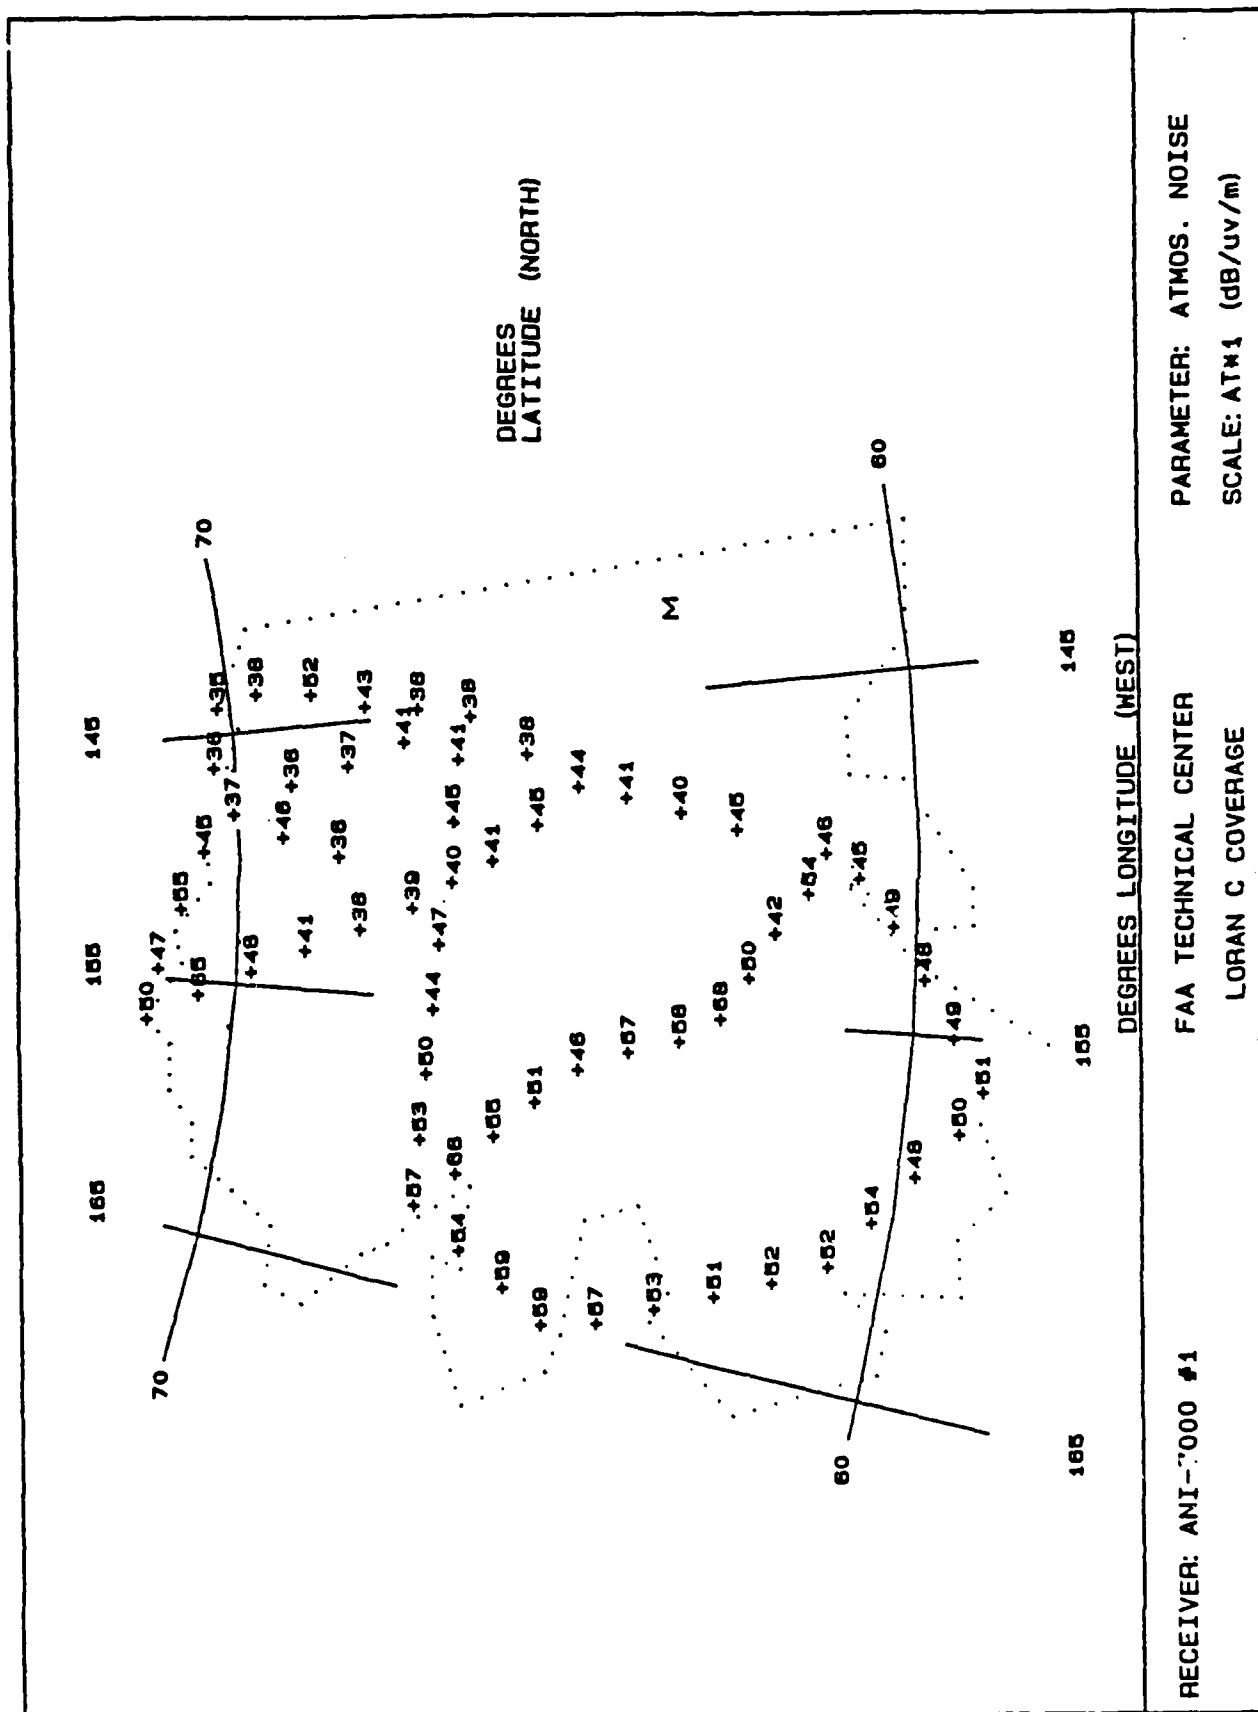 165 155 145
+50 +47
70
+55
+65 +45 70
+36 +35
+37
+48 +38
+46 +36
+41 +52
+36 +37
+38 +43
+57 +39 +41 +38
+53 +50 +44 +47
+54 +66 +40 +45 +41 +38
+59 +55 +41
DEGREES
LATITUDE (NORTH)
+59 +51 +45 +38
+46 +44
+57 +57 +41
+53 +56 +40
M
+51 +58 +45
+52 +50 +42
+52 +54 +46
60 +54 +45 60
+48 +49
+50 +49 +48
+51
165 155 145
DEGREES LONGITUDE (WEST)
RECEIVER: ANI-7000 #1 FAA TECHNICAL CENTER PARAMETER: ATMOS. NOISE
LORAN C COVERAGE SCALE: AT*1 (dB/uv/m)